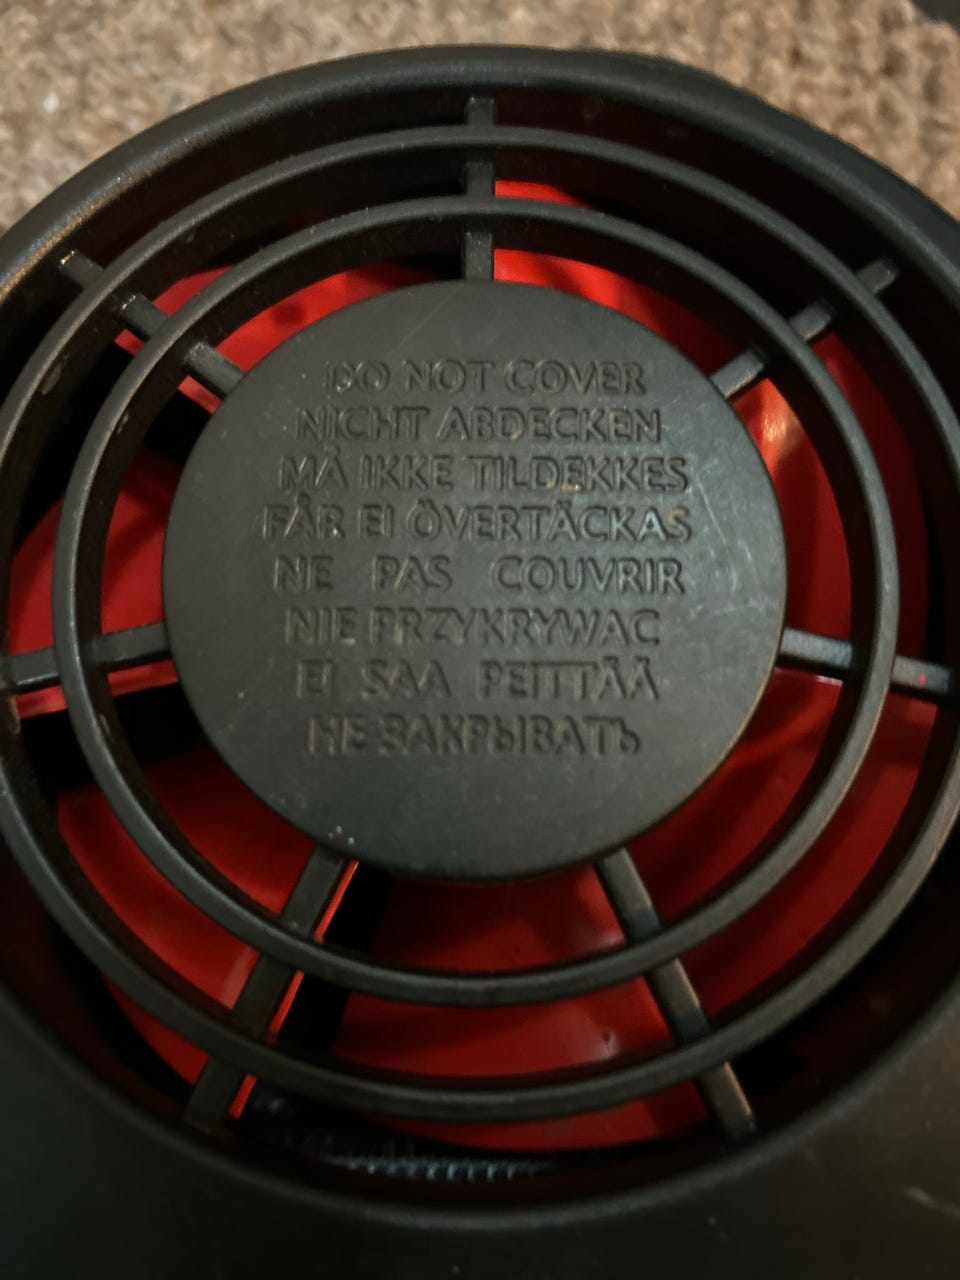 DO NOT COVER
NICHT ABDECKEN
MÅ IKKE TILDEKKES
FÅR EJ ÖVERTÄCKAS
NE PAS COUVRIR
NIE PRZYKRYWAC
EI SAA PEITTÄÄ
НЕ ЗАКРЫВАТЬ